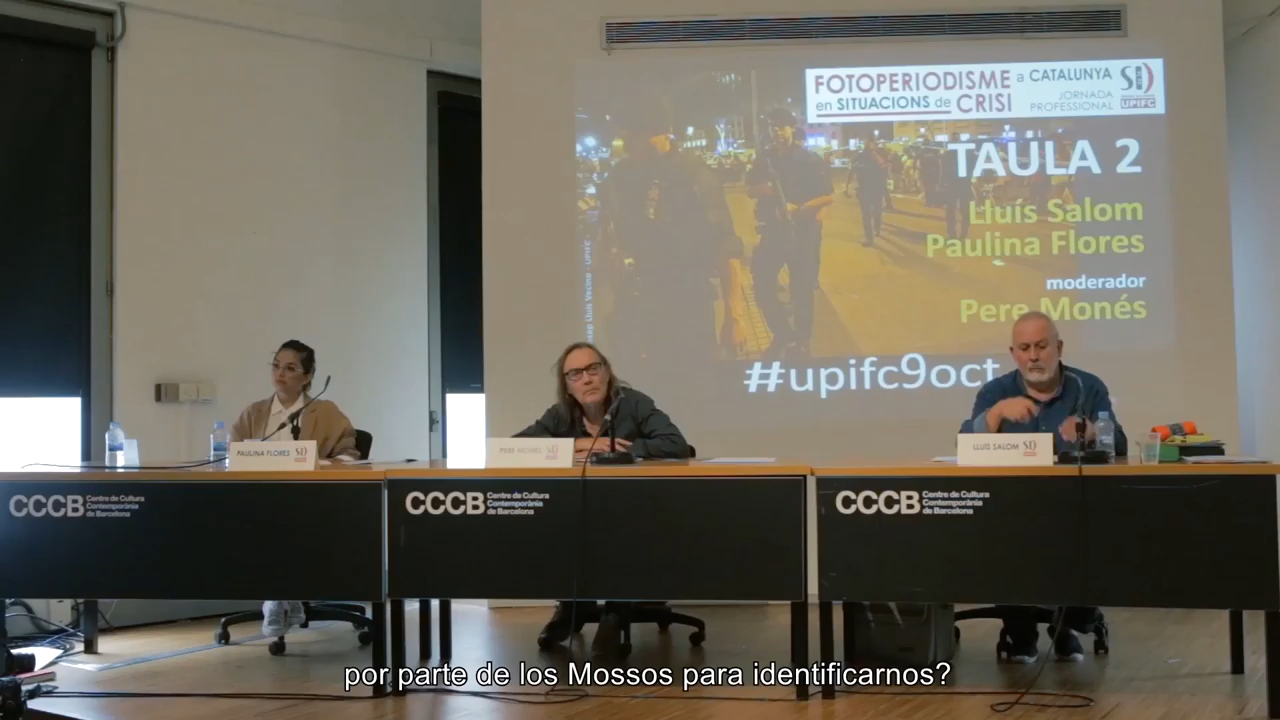 FOTOPERIODISME a CATALUNYA
en SITUACIONS de CRISI
JORNADA
PROFESSIONAL
UPIFC
TAULA 2
Lluís Salom
Paulina Flores
moderador
Pere Monés
#upifc9oct
PAULINA FLORES
PERE
LLUÍS SALOM
CCCB Centre de Cultura
Contemporània
de Barcelona
CCCB Centre de Cultura
Contemporània
de Barcelona
CCCB Centre de Cultura
Contemporània
de Barcelona
por parte de los Mossos para identificarnos?